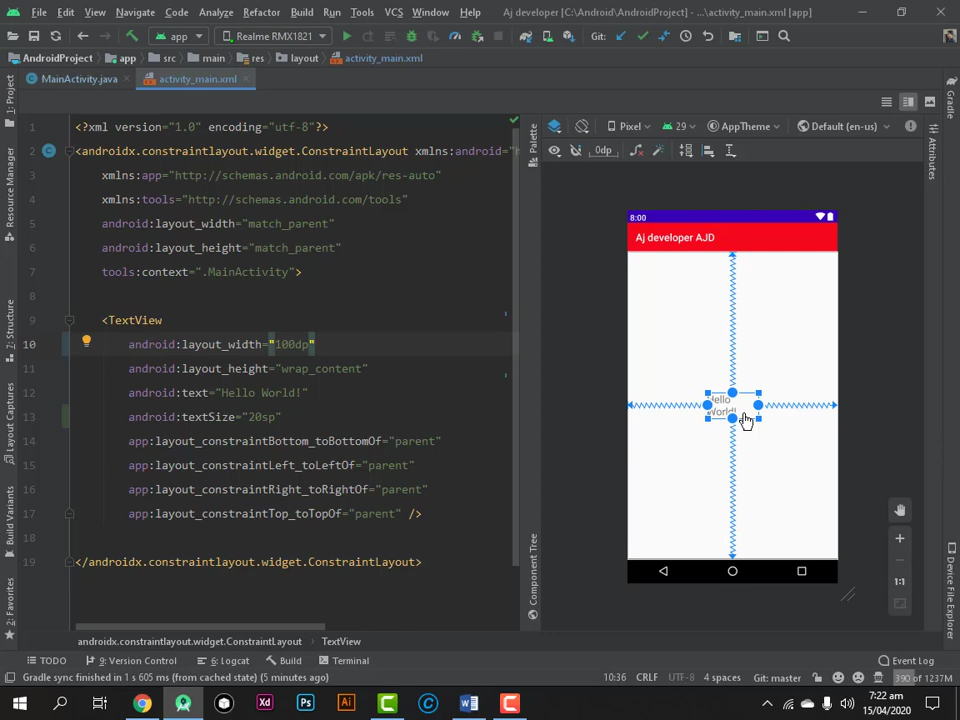 File Edit View Navigate Code Analyze Refactor Build Run Tools VCS Window Help Aj developer [C:\Android\AndroidProject] - ...\activity_main.xml [app]
app Realme RMX1821 Git:
AndroidProject app src main res layout activity_main.xml
MainActivity.java activity_main.xml
Pixel 29 AppTheme Default (en-us)
0dp
1 <?xml version="1.0" encoding="utf-8"?>
2 <androidx.constraintlayout.widget.ConstraintLayout xmlns:android="h
3 xmlns:app="http://schemas.android.com/apk/res-auto"
4 xmlns:tools="http://schemas.android.com/tools"
5 android:layout_width="match_parent"
6 android:layout_height="match_parent"
7 tools:context=".MainActivity">
8
9 <TextView
10 android:layout_width="100dp"
11 android:layout_height="wrap_content"
12 android:text="Hello World!"
13 android:textSize="20sp"
14 app:layout_constraintBottom_toBottomOf="parent"
15 app:layout_constraintLeft_toLeftOf="parent"
16 app:layout_constraintRight_toRightOf="parent"
17 app:layout_constraintTop_toTopOf="parent" />
18
19 </androidx.constraintlayout.widget.ConstraintLayout>
1: Project
Resource Manager
7: Structure
Layout Captures
Build Variants
2: Favorites
Palette
Component Tree
8:00
Aj developer AJD
Hello
World!
1:1
Gradle
Attributes
Device File Explorer
androidx.constraintlayout.widget.ConstraintLayout TextView
TODO 9: Version Control 6: Logcat Build Terminal Event Log
Gradle sync finished in 1 s 605 ms (from cached state) (5 minutes ago) 10:36 CRLF UTF-8 4 spaces Git: master 390 of 1237M
7:22 am
15/04/2020